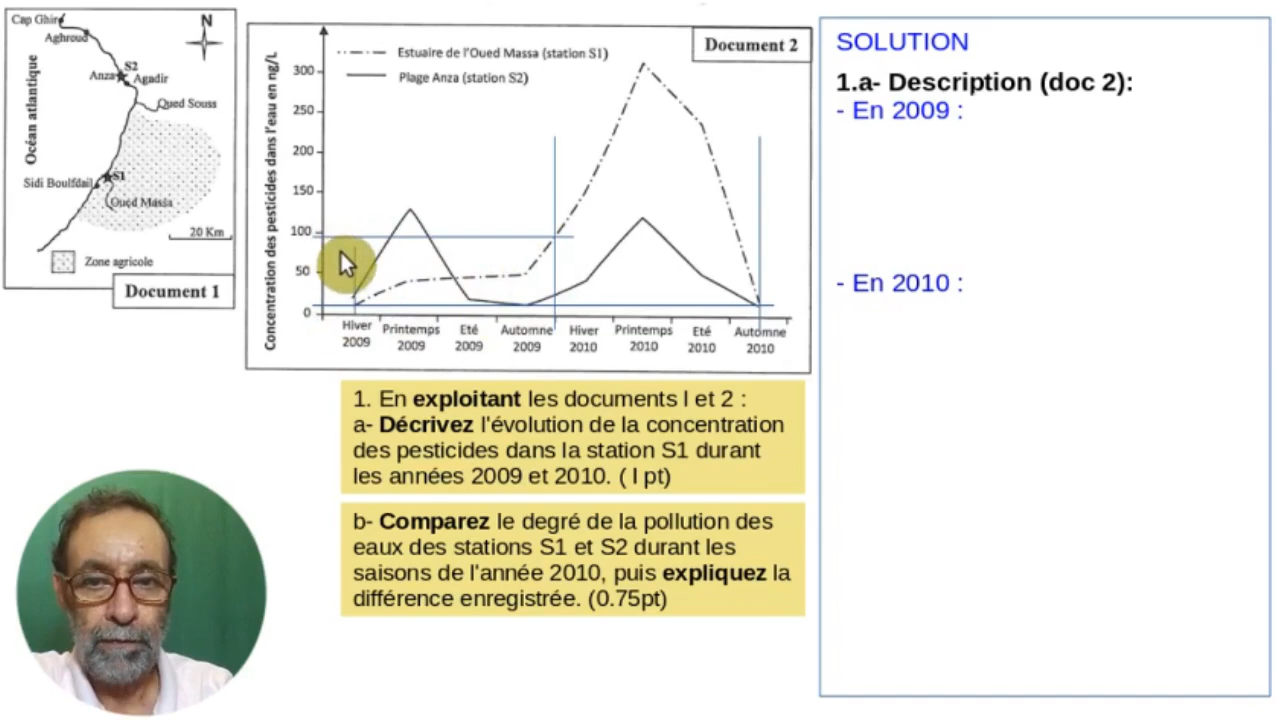 Cap Ghir
Aghroud
N
Océan atlantique
S2
Anza
Agadir
Oued Souss
S1
Sidi Boulfdail
Oued Massa
20 Km
Zone agricole
Document 1
Concentration des pesticides dans l'eau en ng/L
Estuaire de l'Oued Massa (station S1)
Plage Anza (station S2)
Document 2
300
250
200
150
100
50
0
Hiver 2009
Printemps 2009
Eté 2009
Automne 2009
Hiver 2010
Printemps 2010
Eté 2010
Automne 2010
1. En exploitant les documents l et 2 :
a- Décrivez l'évolution de la concentration
des pesticides dans la station S1 durant
les années 2009 et 2010. ( l pt)
b- Comparez le degré de la pollution des
eaux des stations S1 et S2 durant les
saisons de l'année 2010, puis expliquez la
différence enregistrée. (0.75pt)
SOLUTION
1.a- Description (doc 2):
- En 2009 :
- En 2010 :